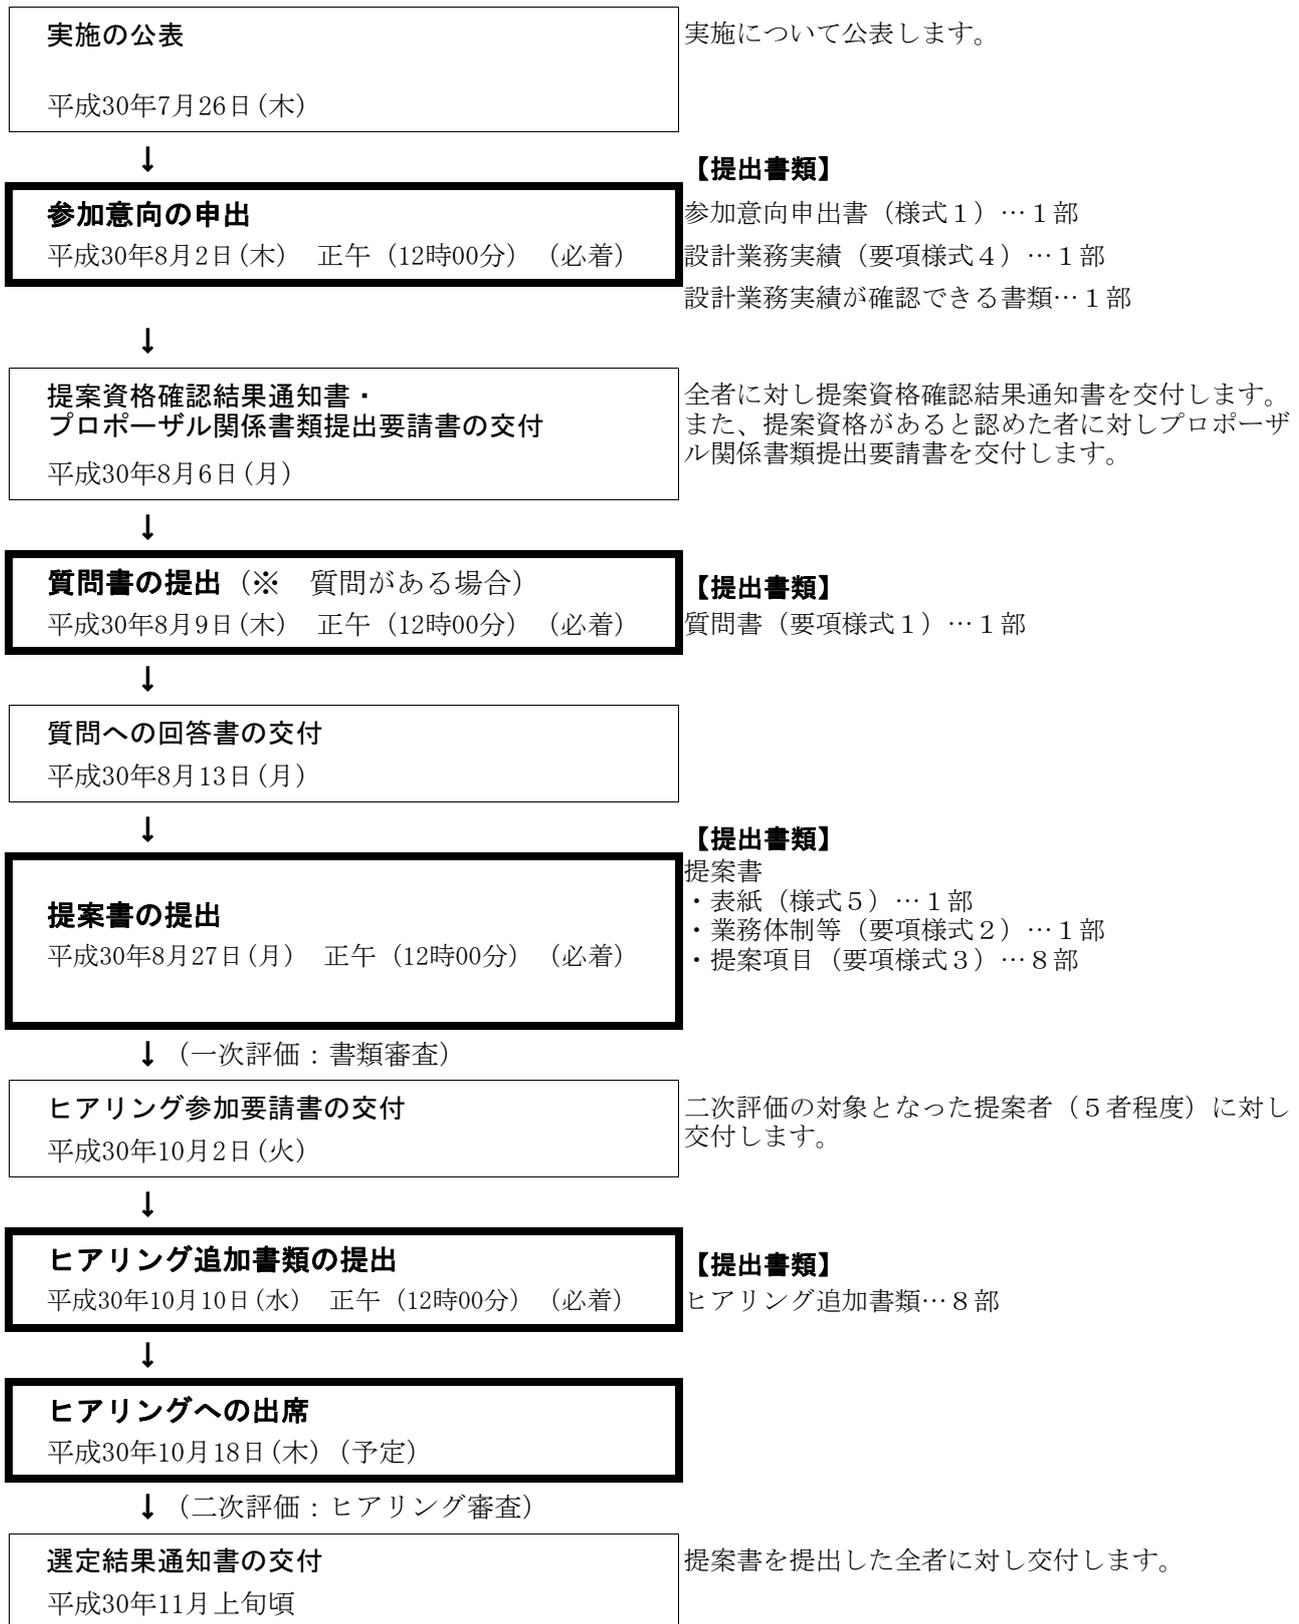 実施の公表
実施について公表します。
平成30年7月26日(木)
↓
【提出書類】
参加意向の申出
参加意向申出書（様式１）…１部
平成30年8月2日(木)　正午（12時00分）（必着）
設計業務実績（要項様式４）…１部
設計業務実績が確認できる書類…１部
↓
提案資格確認結果通知書・
プロポーザル関係書類提出要請書の交付
平成30年8月6日(月)
全者に対し提案資格確認結果通知書を交付します。
また、提案資格があると認めた者に対しプロポーザ
ル関係書類提出要請書を交付します。
↓
質問書の提出（※　質問がある場合）
平成30年8月9日(木)　正午（12時00分）（必着）
【提出書類】
質問書（要項様式１）…１部
↓
質問への回答書の交付
平成30年8月13日(月)
↓
提案書の提出
平成30年8月27日(月)　正午（12時00分）（必着）
【提出書類】
提案書
・表紙（様式５）…１部
・業務体制等（要項様式２）…１部
・提案項目（要項様式３）…８部
↓（一次評価：書類審査）
ヒアリング参加要請書の交付
平成30年10月2日(火)
二次評価の対象となった提案者（５者程度）に対し
交付します。
↓
ヒアリング追加書類の提出
平成30年10月10日(水)　正午（12時00分）（必着）
【提出書類】
ヒアリング追加書類…８部
↓
ヒアリングへの出席
平成30年10月18日(木)（予定）
↓（二次評価：ヒアリング審査）
選定結果通知書の交付
提案書を提出した全者に対し交付します。
平成30年11月上旬頃